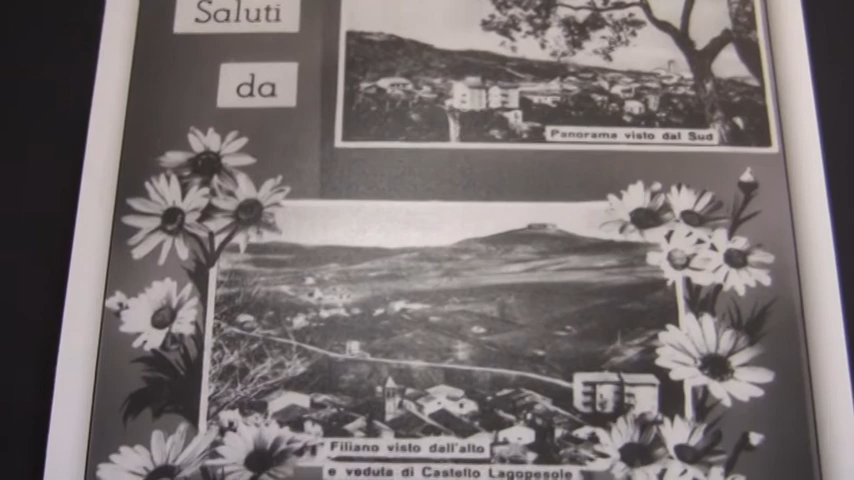 Saluti
da
Panorama visto dal Sud
Filiano visto dall'alto
e veduta di Castello Lagopesole